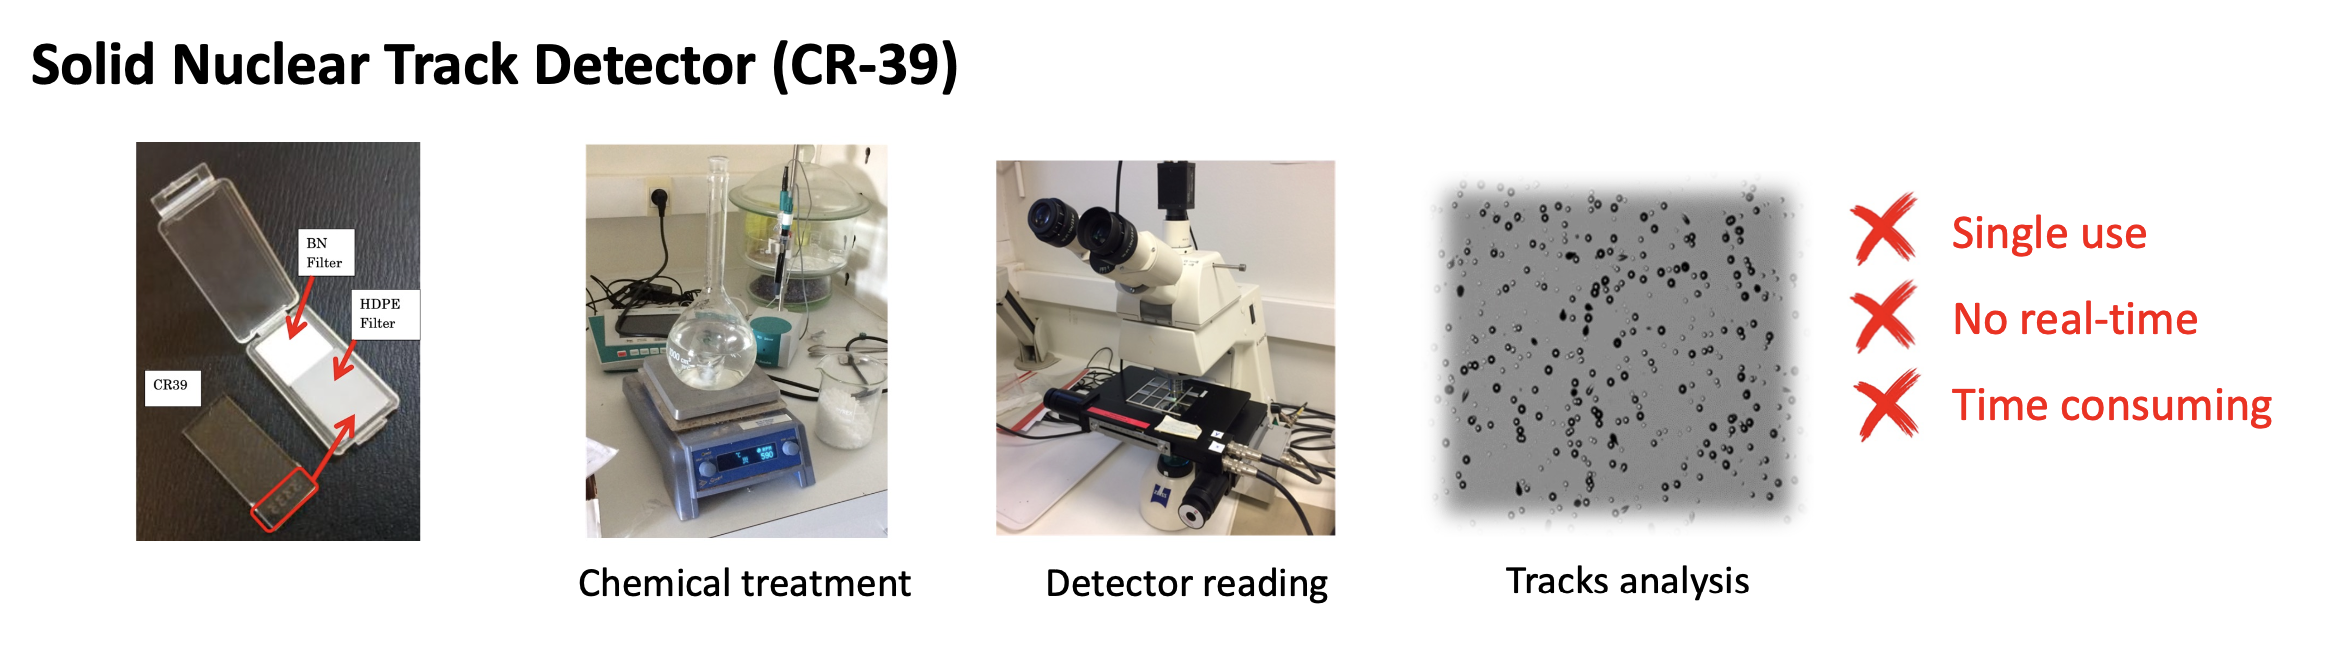 Solid Nuclear Track Detector (CR-39)
BN
Filter
HDPE
Filter
CR39
Chemical treatment
Detector reading
Tracks analysis
Single use
No real-time
Time consuming